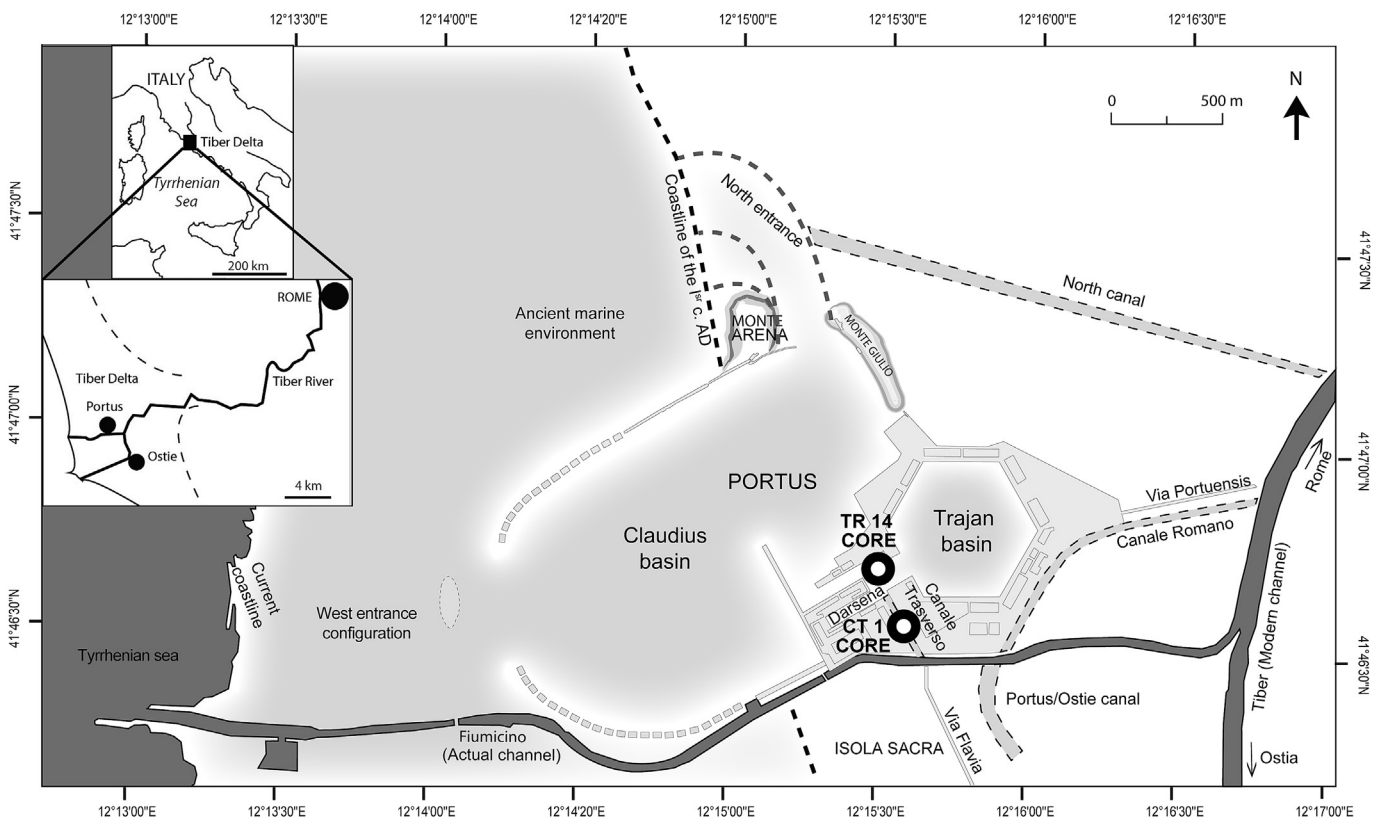 12°13'00"E
12°13'30"E
12°14'00"E
12°14'20"E
12°15'00"E
12°15'30"E
12°16'00"E
12°16'30"E
ITALY
Tiber Delta
Tyrrhenian
Sea
200 km
0
500 m
N
41°47'30"N
41°47'00"N
41°46'30"N
ROME
Tiber Delta
Tiber River
Portus
Ostie
4 km
Coastline of the Isr c. AD
North entrance
North canal
Ancient marine
environment
MONTE
ARENA
MONTE GIULIO
41°47'30"N
41°47'00"N
41°46'30"N
PORTUS
Claudius
basin
Trajan
basin
TR 14
CORE
Via Portuensis
Canale Romano
Rome
Current
coastline
West entrance
configuration
Darsena
Canale
Trasverso
CT 1
CORE
Tyrrhenian sea
Tiber (Modern channel)
Portus/Ostie canal
Fiumicino
(Actual channel)
Via Flavia
ISOLA SACRA
Ostia
12°13'00"E
12°13'30"E
12°14'00"E
12°14'20"E
12°15'00"E
12°15'30"E
12°16'00"E
12°16'30"E
12°17'00"E